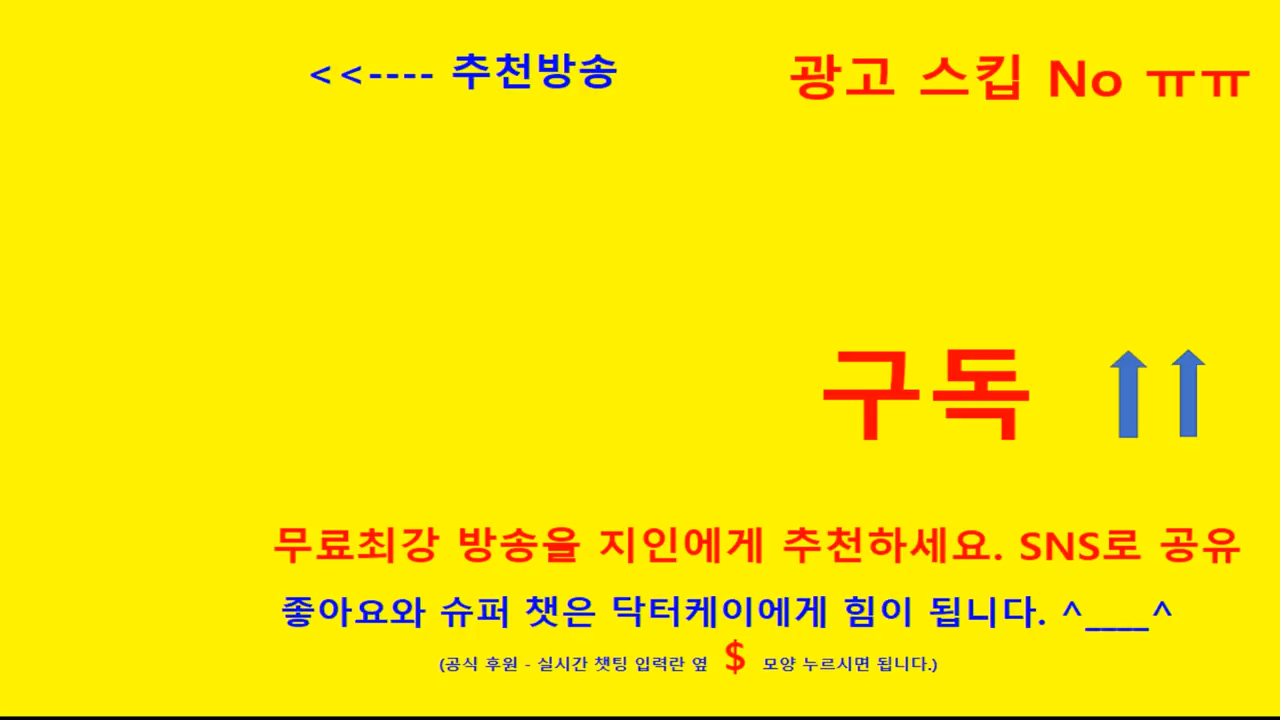 <<---- 추천방송
광고 스킵 No ㅠㅠ
구독
무료최강 방송을 지인에게 추천하세요. SNS로 공유
좋아요와 슈퍼 챗은 닥터케이에게 힘이 됩니다. ^____^
(공식 후원 - 실시간 챗팅 입력란 옆 $ 모양 누르시면 됩니다.)